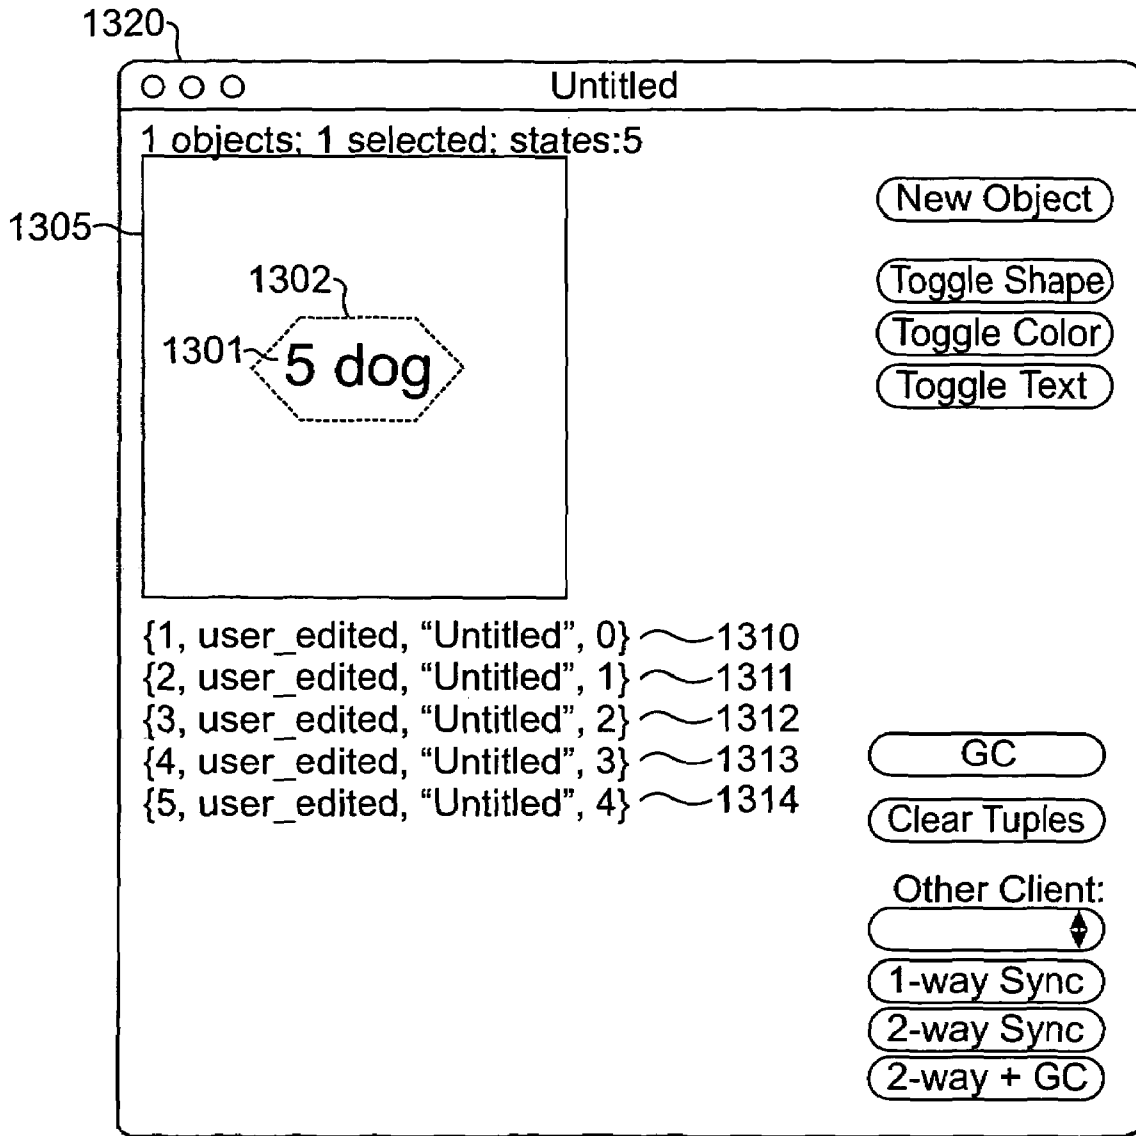 1320
Untitled
1 objects; 1 selected; states:5
1305
New Object
1302
Toggle Shape
1301
5 dog
Toggle Color
Toggle Text
{1, user_edited, “Untitled”, 0} 1310
{2, user_edited, “Untitled”, 1} 1311
{3, user_edited, “Untitled”, 2} 1312
{4, user_edited, “Untitled”, 3} 1313
{5, user_edited, “Untitled”, 4} 1314
GC
Clear Tuples
Other Client:
1-way Sync
2-way Sync
2-way + GC